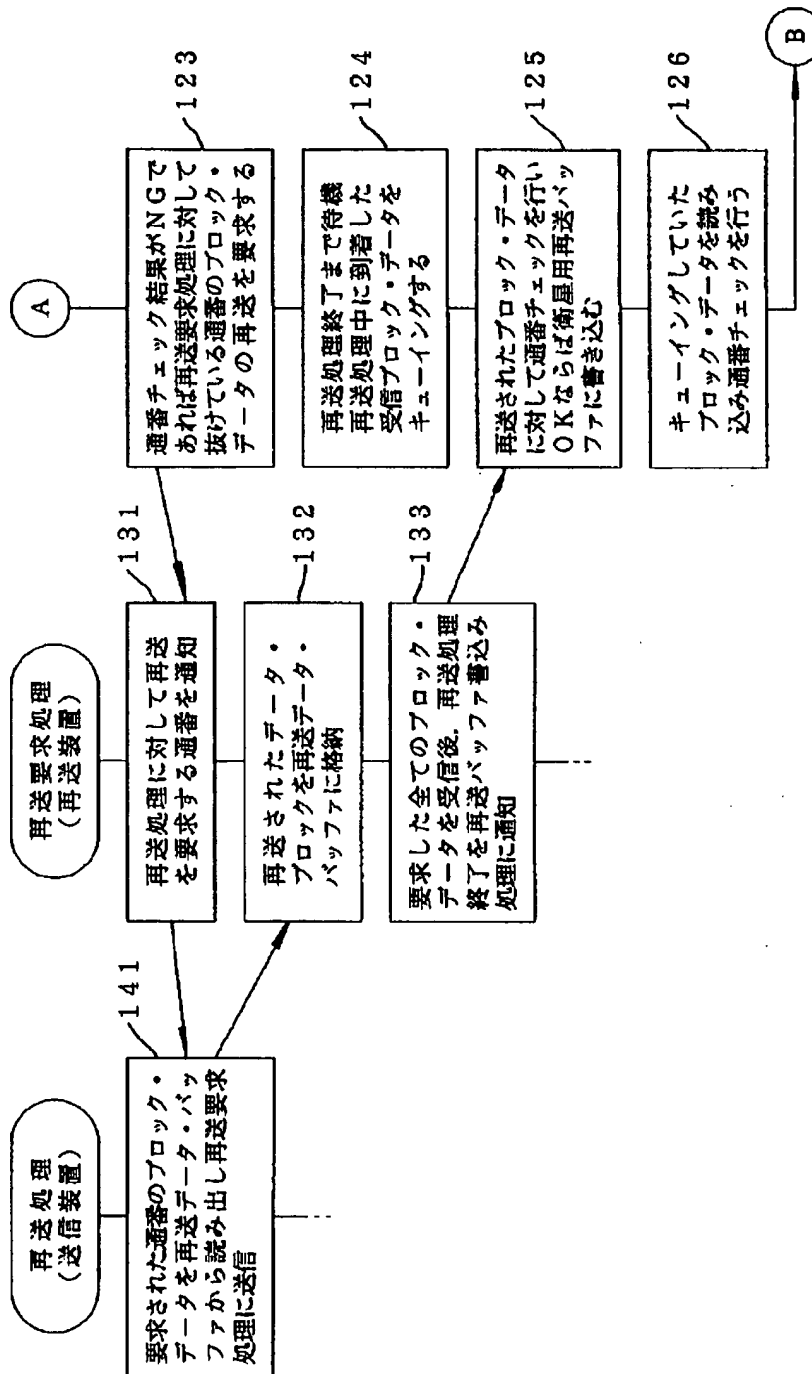 再送処理
(送信装置)
141
要求された通番のブロック・
データを再送データ・バッ
ファから読み出し再送要求
処理に送信
再送要求処理
(再送装置)
131
再送処理に対して再送
を要求する通番を通知
132
再送されたデータ・
ブロックを再送データ・
バッファに格納
133
要求した全てのブロック・
データを受信後、再送処理
終了を再送バッファ書込み
処理に通知
A
123
通番チェック結果がNGで
あれば再送要求処理に対して
抜けている通番のブロック・
データの再送を要求する
124
再送処理終了まで待機
再送処理中に到着した
受信ブロック・データを
キューイングする
125
再送されたブロック・データ
に対して通番チェックを行い
OKならば衛星用再送バッ
ファに書き込む
126
キューイングしていた
ブロック・データを読み
込み通番チェックを行う
B